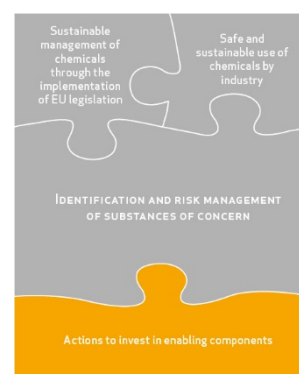 Sustainable
management of
chemicals
through the
implementation
of EU legislation
Safe and
sustainable use of
chemicals by
industry
IDENTIFICATION AND RISK MANAGEMENT
OF SUBSTANCES OF CONCERN
Actions to invest in enabling components